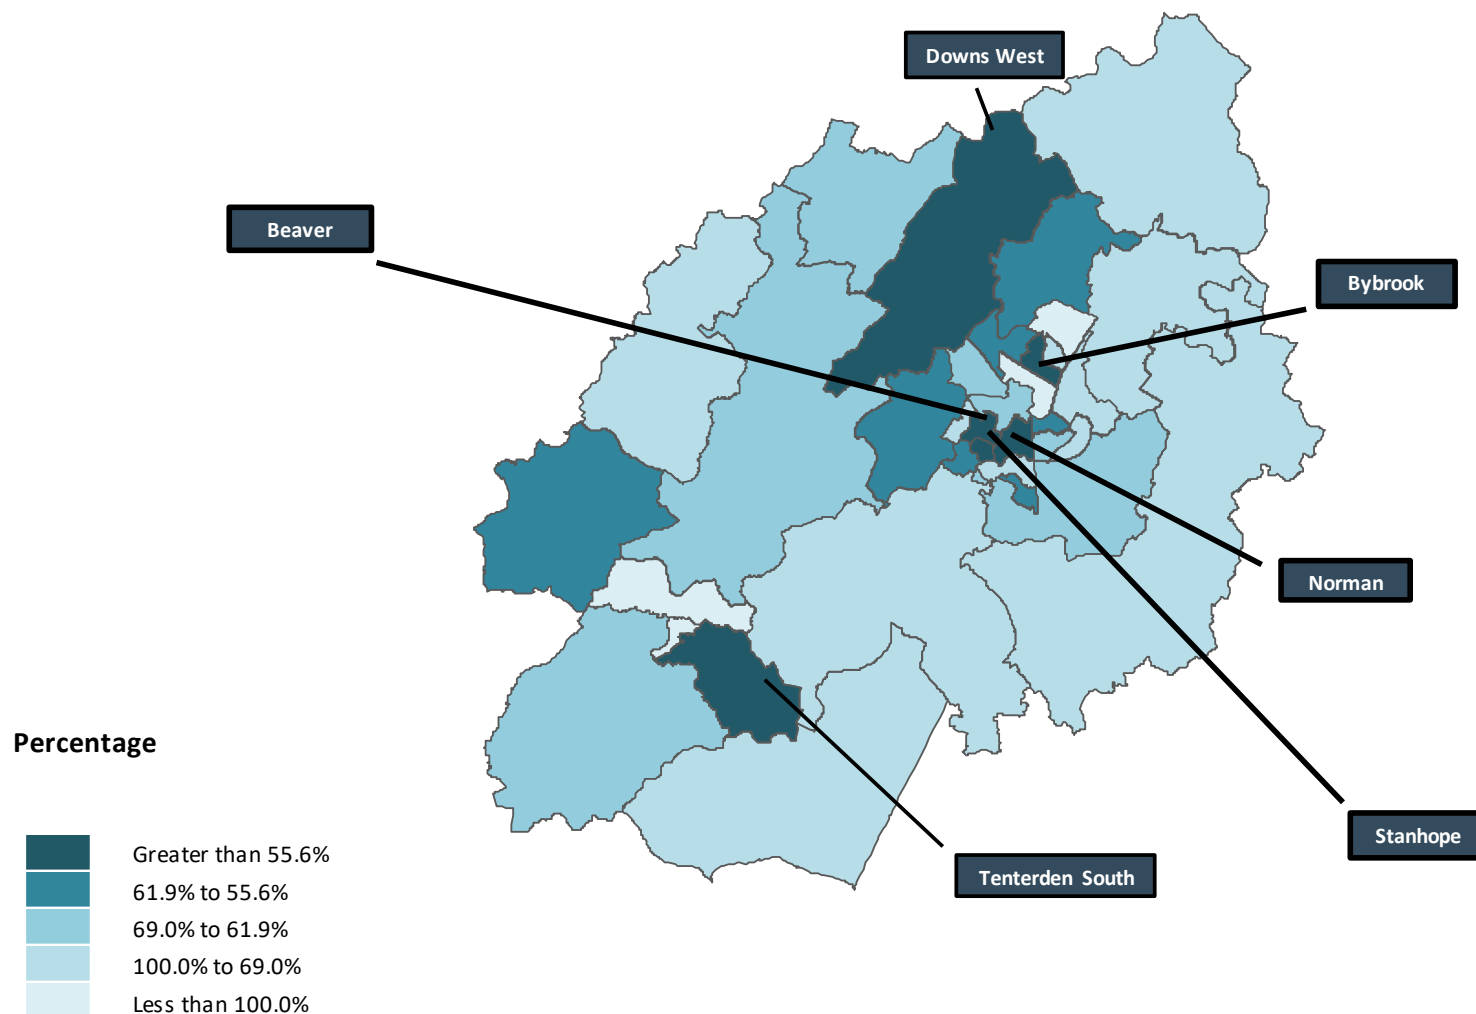 Downs West
Beaver
Bybrook
Norman
Stanhope
Tenterden South
Percentage
Greater than 55.6%
61.9% to 55.6%
69.0% to 61.9%
100.0% to 69.0%
Less than 100.0%